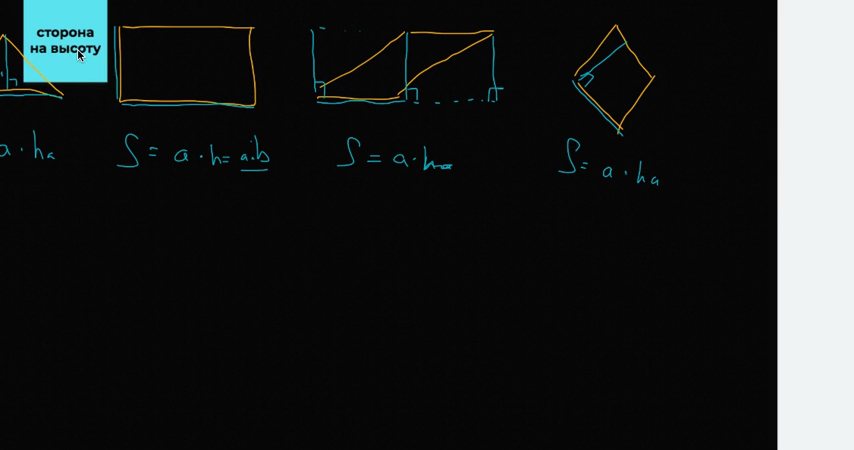 сторона
на высоту
a · hₐ
S = a · h = a·b
S = a · hₐ
S = a · hₐ